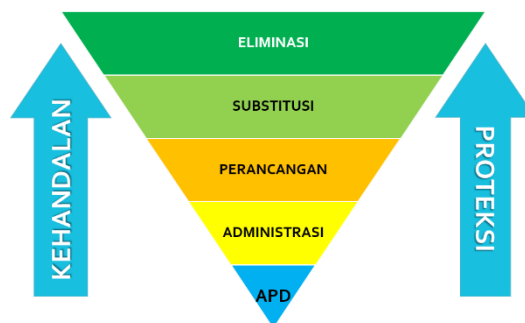 ELIMINASI
SUBSTITUSI
PERANCANGAN
ADMINISTRASI
APD
KEHANDALAN
PROTEKSI